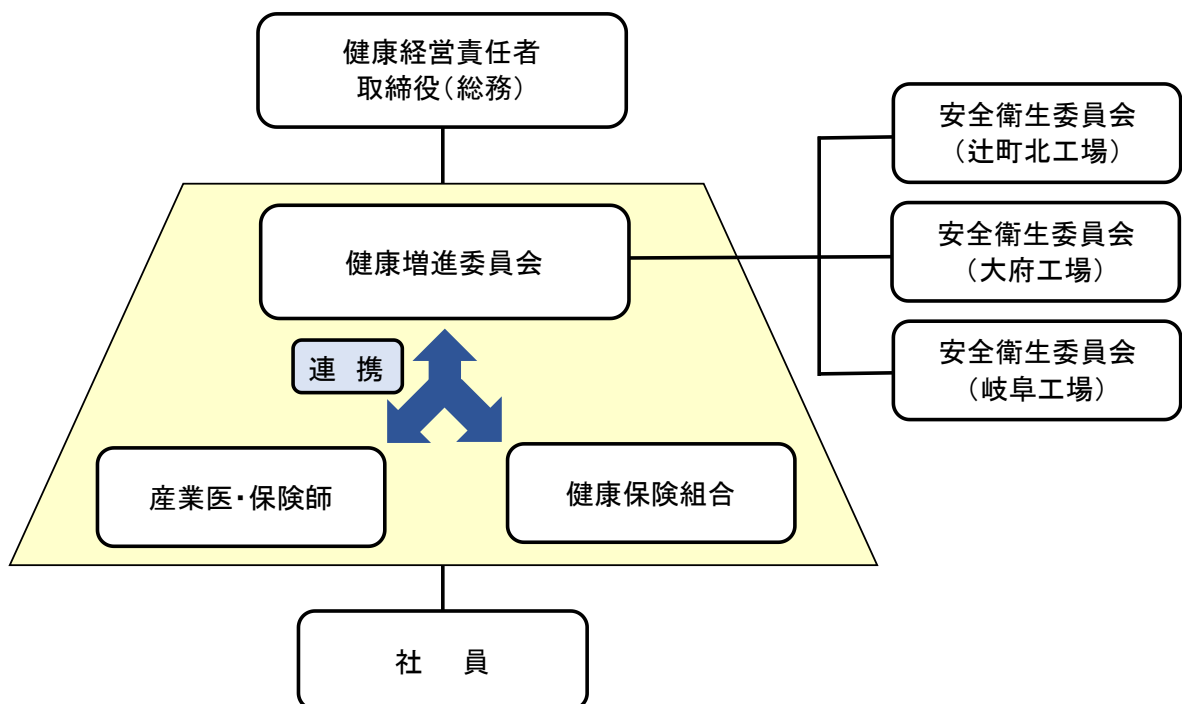 健康経営責任者
取締役(総務)
安全衛生委員会
(辻町北工場)
健康増進委員会
安全衛生委員会
(大府工場)
安全衛生委員会
(岐阜工場)
連 携
産業医・保険師
健康保険組合
社 員